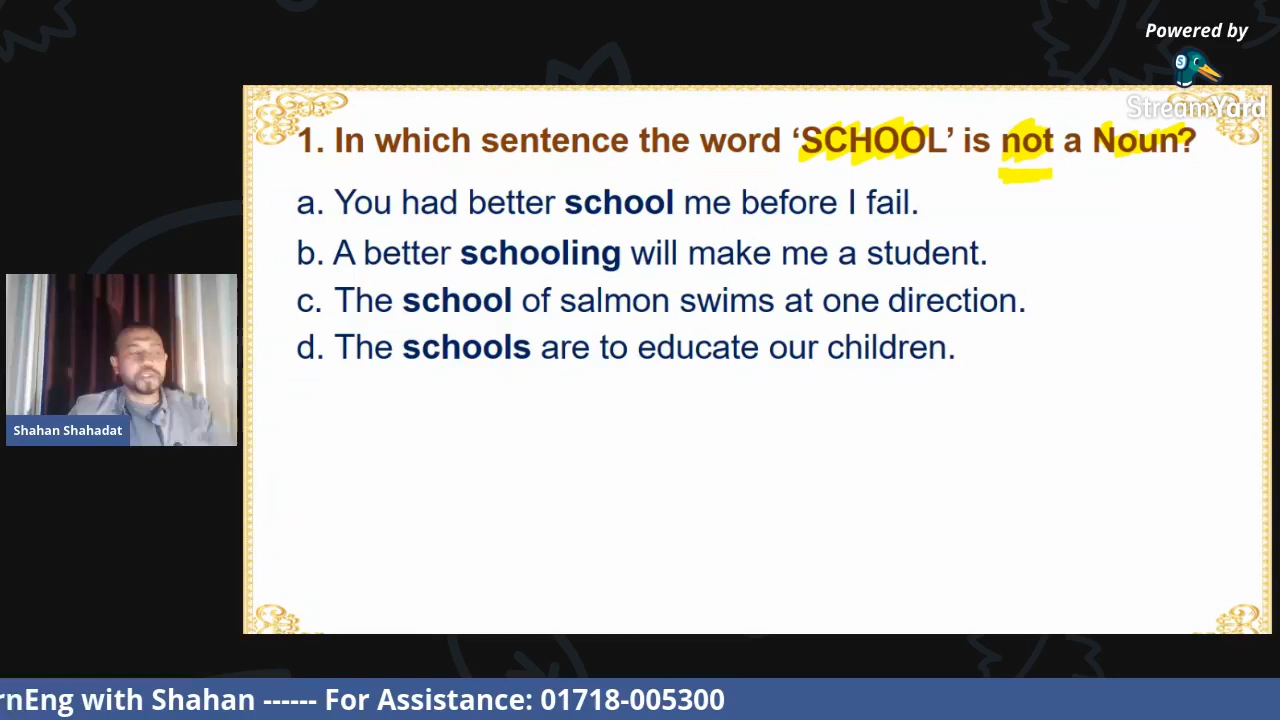 Powered by
StreamYard
1. In which sentence the word ‘SCHOOL’ is not a Noun?
a. You had better school me before I fail.
b. A better schooling will make me a student.
c. The school of salmon swims at one direction.
d. The schools are to educate our children.
Shahan Shahadat
rnEng with Shahan ------ For Assistance: 01718-005300